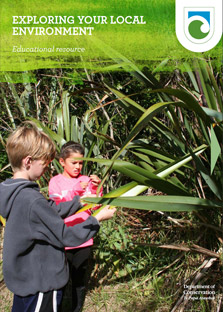 EXPLORING YOUR LOCAL
ENVIRONMENT
Educational resource
Department of
Conservation
Te Papa Atawhai